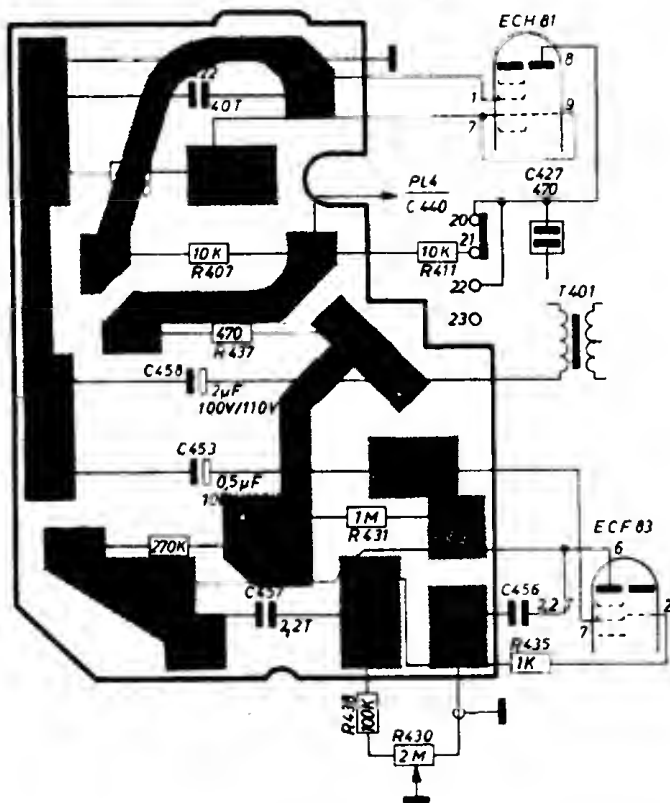 ECH 81
8
1
9
7
40T
C427
470
PL4
C 440
20
21
10K
R407
10K
R411
22
T401
23
470
R437
C458
2µF
100V/110V
C453
0,5µF
1M
R431
270K
ECF 83
6
C457
2,2T
C456
2,2
7
2
R435
1K
R438
100K
R430
2M